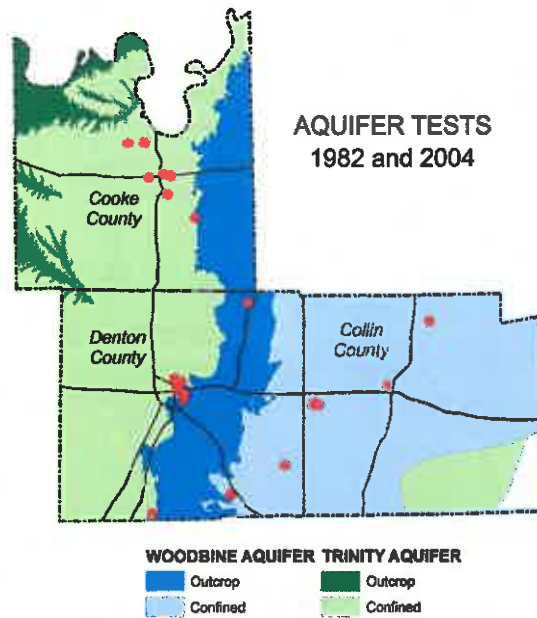 AQUIFER TESTS
1982 and 2004
Cooke
County
Denton
County
Collin
County
WOODBINE AQUIFER TRINITY AQUIFER
Outcrop Outcrop
Confined Confined